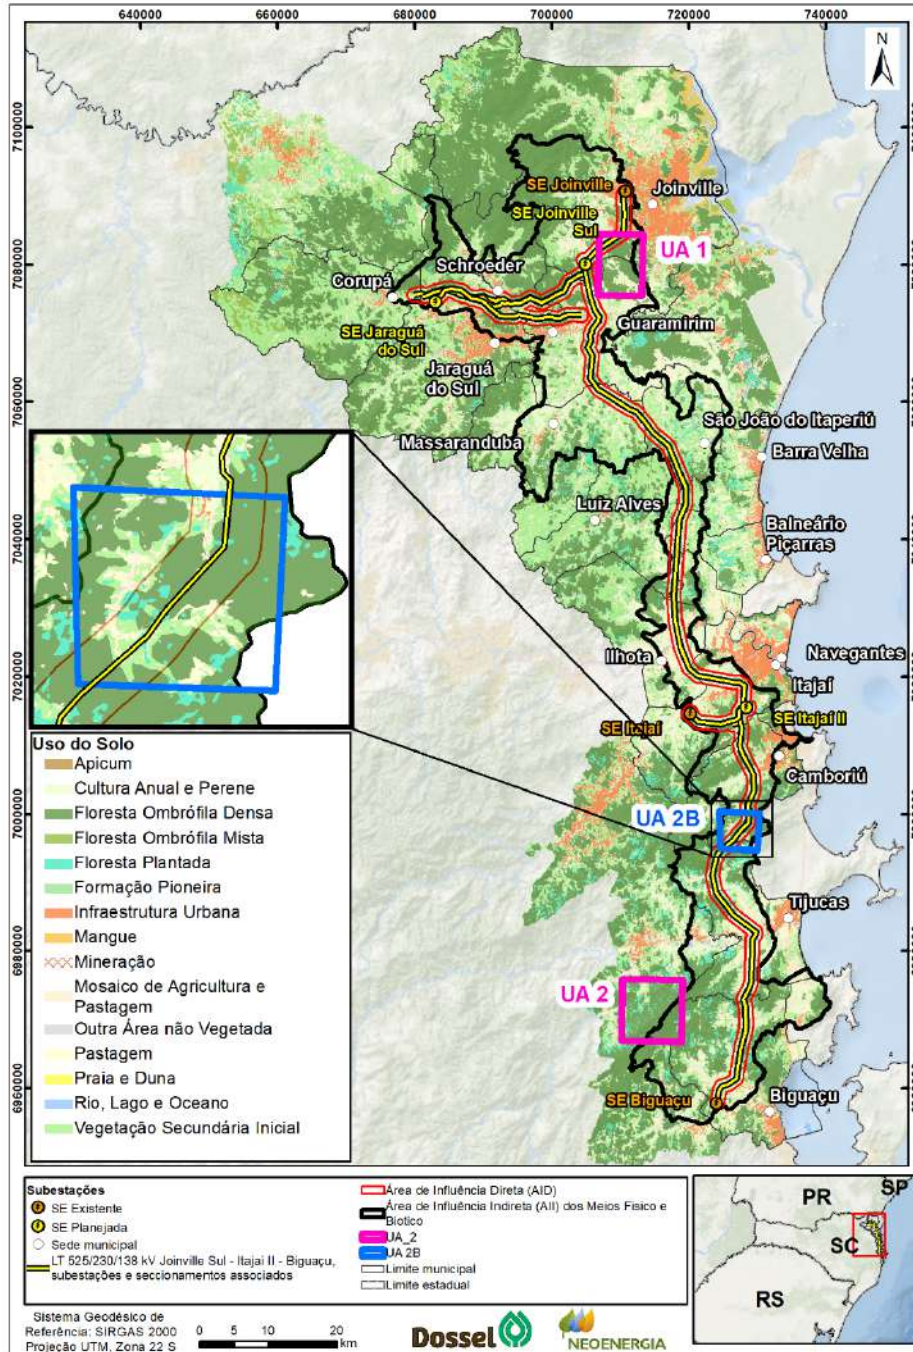 640000 660000 680000 700000 720000 740000
N
7100000
7080000
7060000
7040000
7020000
7000000
6980000
6960000
SE Joinville
Joinville
SE Joinville
Sul
UA 1
Schroeder
Corupá
Guaramirim
SE Jaraguá
do Sul
Jaraguá
do Sul
São João do Itaperiú
Massaranduba
Barra Velha
Luiz Alves
Balneário
Piçarras
Ilhota
Navegantes
Itajaí
SE Itajaí
SE Itajaí II
Camboriú
UA 2B
Tijucas
UA 2
SE Biguaçu
Biguaçu
Uso do Solo
Apicum
Cultura Anual e Perene
Floresta Ombrófila Densa
Floresta Ombrófila Mista
Floresta Plantada
Formação Pioneira
Infraestrutura Urbana
Mangue
Mineração
Mosaico de Agricultura e
Pastagem
Outra Área não Vegetada
Pastagem
Praia e Duna
Rio, Lago e Oceano
Vegetação Secundária Inicial
Subestações
SE Existente
SE Planejada
Sede municipal
LT 525/230/138 kV Joinville Sul - Itajaí II - Biguaçu,
subestações e seccionamentos associados
Área de Influência Direta (AID)
Área de Influência Indireta (AII) dos Meios Físico e
Biótico
UA_2
UA 2B
Limite municipal
Limite estadual
PR
SP
SC
RS
Sistema Geodésico de
Referência: SIRGAS 2000
Projeção UTM, Zona 22 S
0 5 10 20
km
Dossel
NEOENERGIA